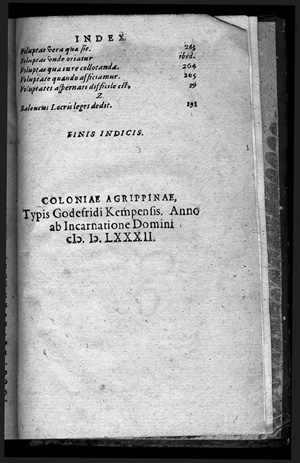 INDEX
Voluptas vera quæ sit. 263
Voluptas vnde oriatur ibid.
Voluptas qua in re collocanda. 264
Voluptate quando afficiamur. 265
Voluptates aspernari difficile est. 19
Z
Zaleucus Locris leges dedit. 191
FINIS INDICIS.
COLONIAE AGRIPPINAE,
Typis Godefridi Kempensis. Anno
ab Incarnatione Domini
cIↄ. Iↄ. LXXXII.